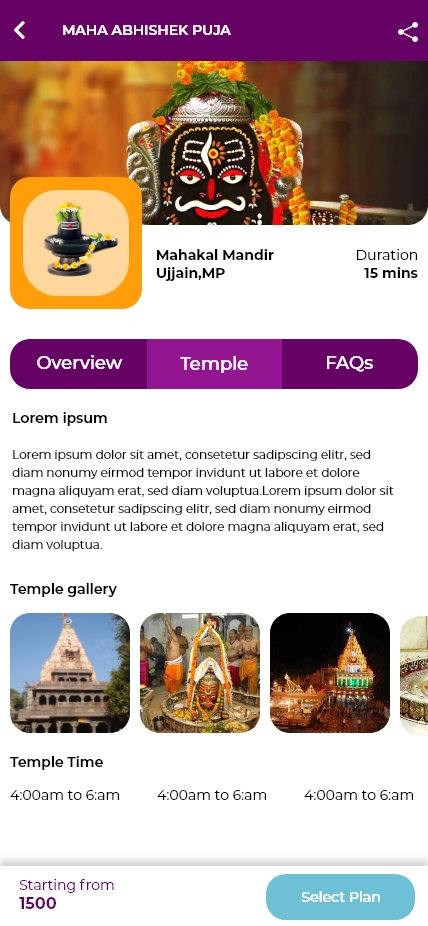 MAHA ABHISHEK PUJA
Mahakal Mandir
Ujjain,MP
Duration
15 mins
Overview
Temple
FAQs
Lorem ipsum
Lorem ipsum dolor sit amet, consetetur sadipscing elitr, sed
diam nonumy eirmod tempor invidunt ut labore et dolore
magna aliquyam erat, sed diam voluptua.Lorem ipsum dolor sit
amet, consetetur sadipscing elitr, sed diam nonumy eirmod
tempor invidunt ut labore et dolore magna aliquyam erat, sed
diam voluptua.
Temple gallery
Temple Time
4:00am to 6:am
4:00am to 6:am
4:00am to 6:am
Starting from
1500
Select Plan